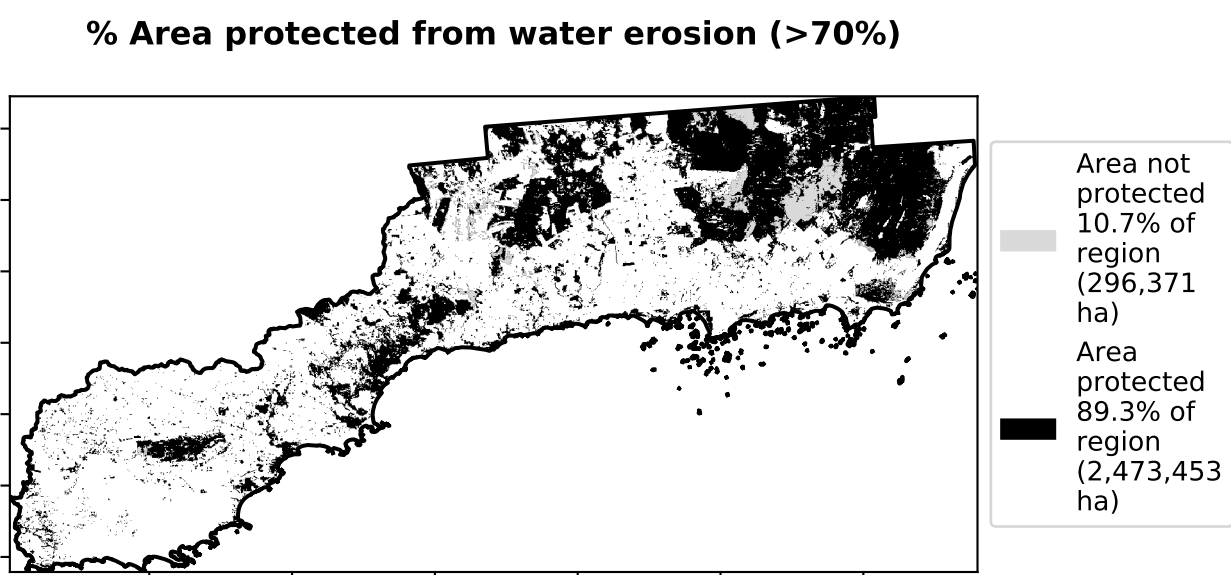 % Area protected from water erosion (>70%)
Area not
protected
10.7% of
region
(296,371
ha)
Area
protected
89.3% of
region
(2,473,453
ha)